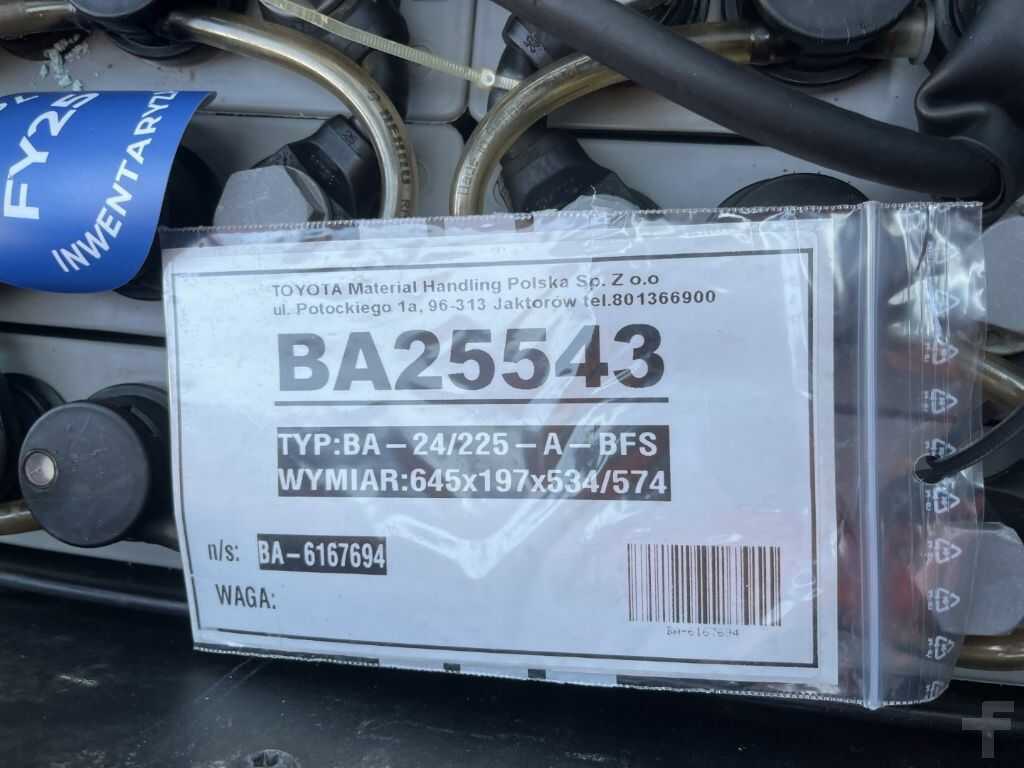 FY25
INWENTARYZ
REHAU
TOYOTA Material Handling Polska Sp. Z o.o
ul. Potockiego 1a, 96-313 Jaktorów tel.801366900
BA25543
TYP:BA-24/225-A-BFS
WYMIAR:645x197x534/574
n/s: BA-6167694
WAGA:
BA-6167694